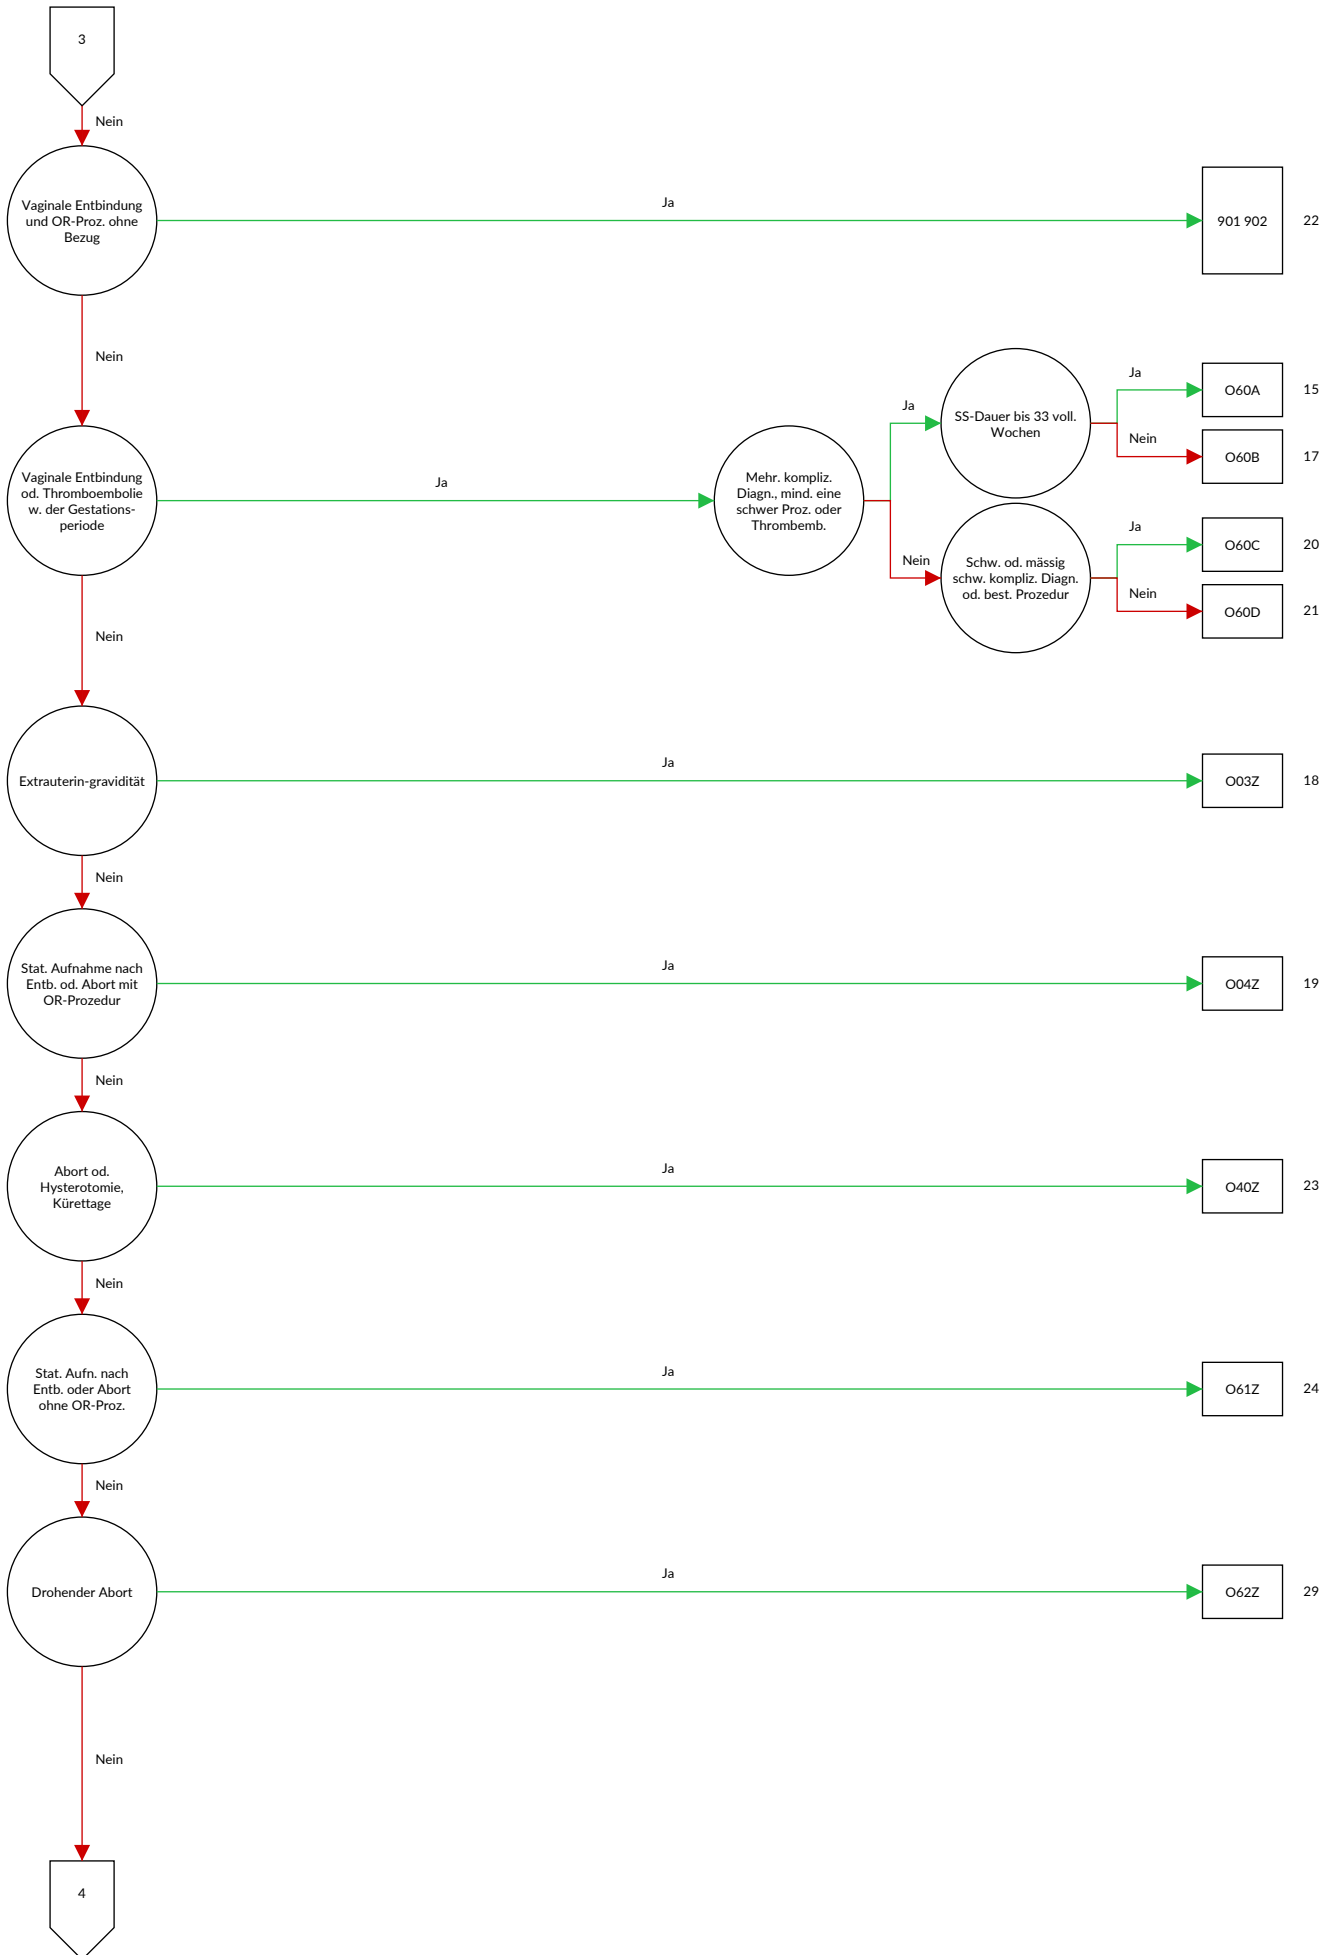 3
Nein
Vaginale Entbindung
und OR-Proz. ohne
Bezug
Ja
901 902
22
Nein
Vaginale Entbindung
od. Thromboembolie
w. der Gestations-
periode
Ja
Mehr. kompliz.
Diagn., mind. eine
schwer Proz. oder
Thrombemb.
Ja
SS-Dauer bis 33 voll.
Wochen
Ja
O60A
15
Nein
O60B
17
Nein
Schw. od. mässig
schw. kompliz. Diagn.
od. best. Prozedur
Ja
O60C
20
Nein
O60D
21
Nein
Extrauterin-gravidität
Ja
O03Z
18
Nein
Stat. Aufnahme nach
Entb. od. Abort mit
OR-Prozedur
Ja
O04Z
19
Nein
Abort od.
Hysterotomie,
Kürettage
Ja
O40Z
23
Nein
Stat. Aufn. nach
Entb. oder Abort
ohne OR-Proz.
Ja
O61Z
24
Nein
Drohender Abort
Ja
O62Z
29
Nein
4